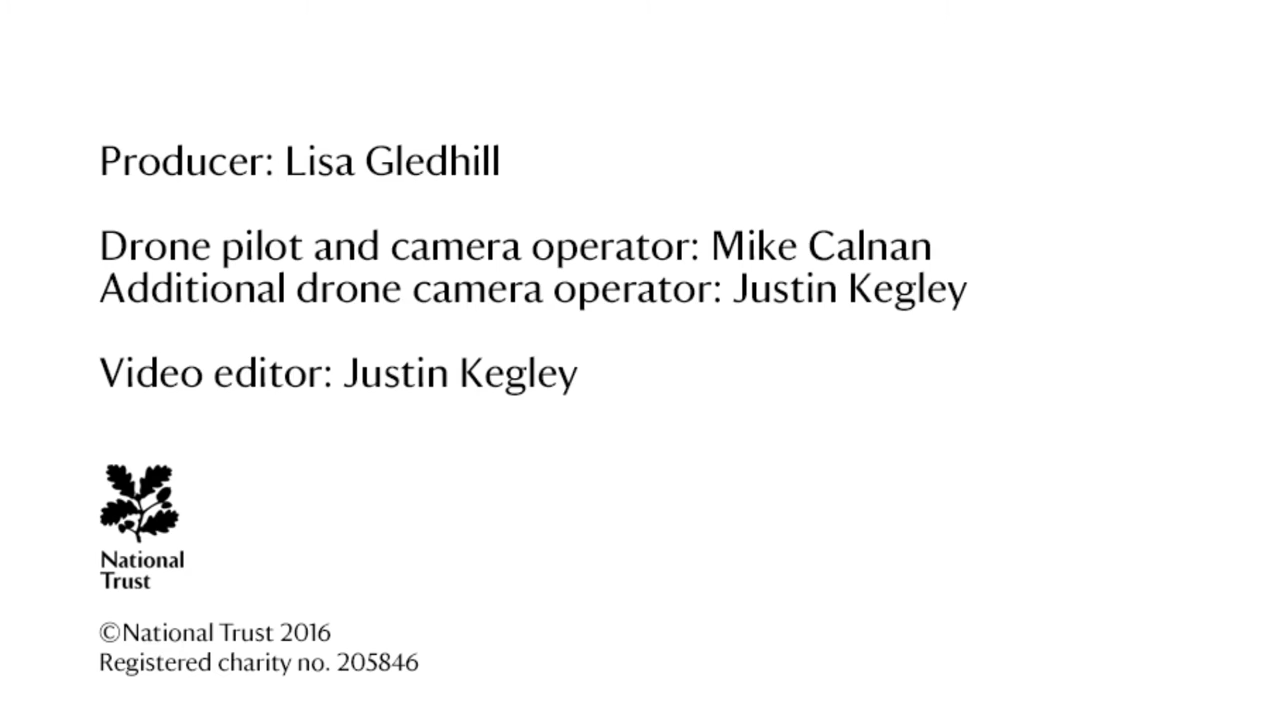 Producer: Lisa Gledhill
Drone pilot and camera operator: Mike Calnan
Additional drone camera operator: Justin Kegley
Video editor: Justin Kegley
National
Trust
©National Trust 2016
Registered charity no. 205846